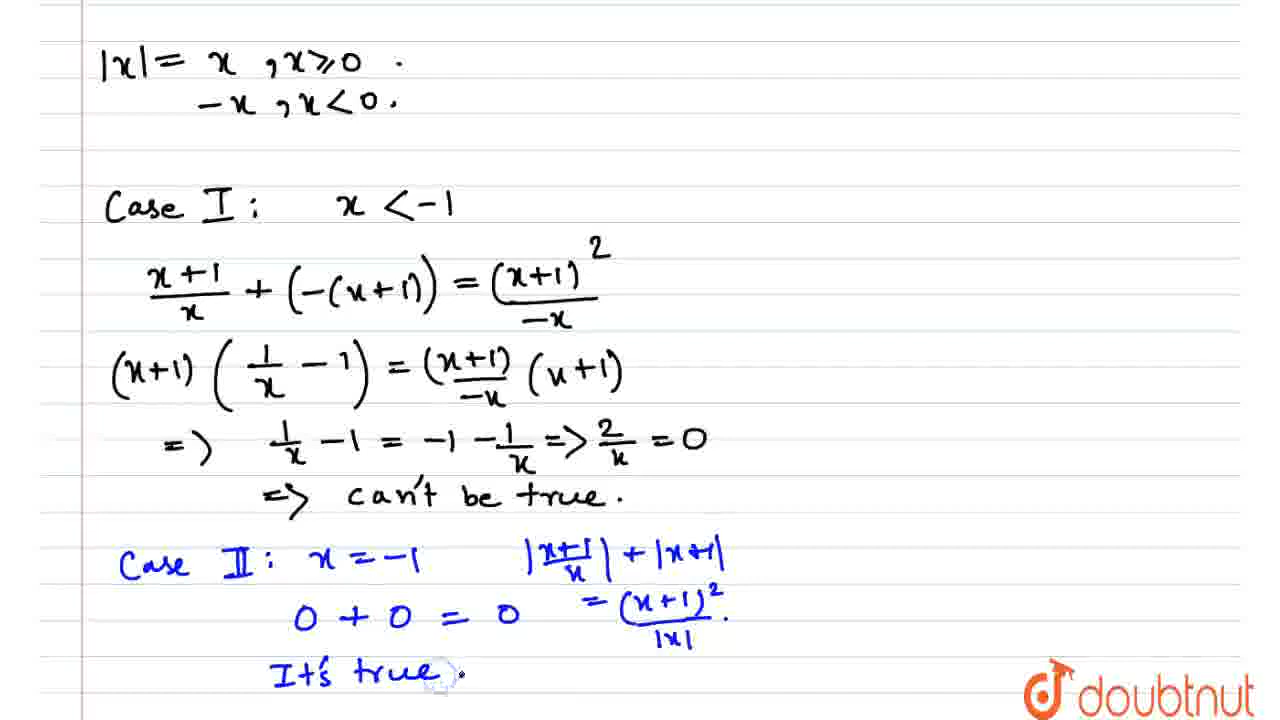 |x| = x , x ⩾ 0 .
-x , x < 0 .
Case I : x < -1
(x+1)/x + (-(x+1)) = (x+1)²/-x
(x+1) (1/x - 1) = (x+1)/-x (x+1)
=> 1/x - 1 = -1 - 1/x => 2/x = 0
=> can't be true .
Case II : x = -1 |(x+1)/x| + |x+1|
0 + 0 = 0 = (x+1)²/|x| .
It's true .
doubtnut